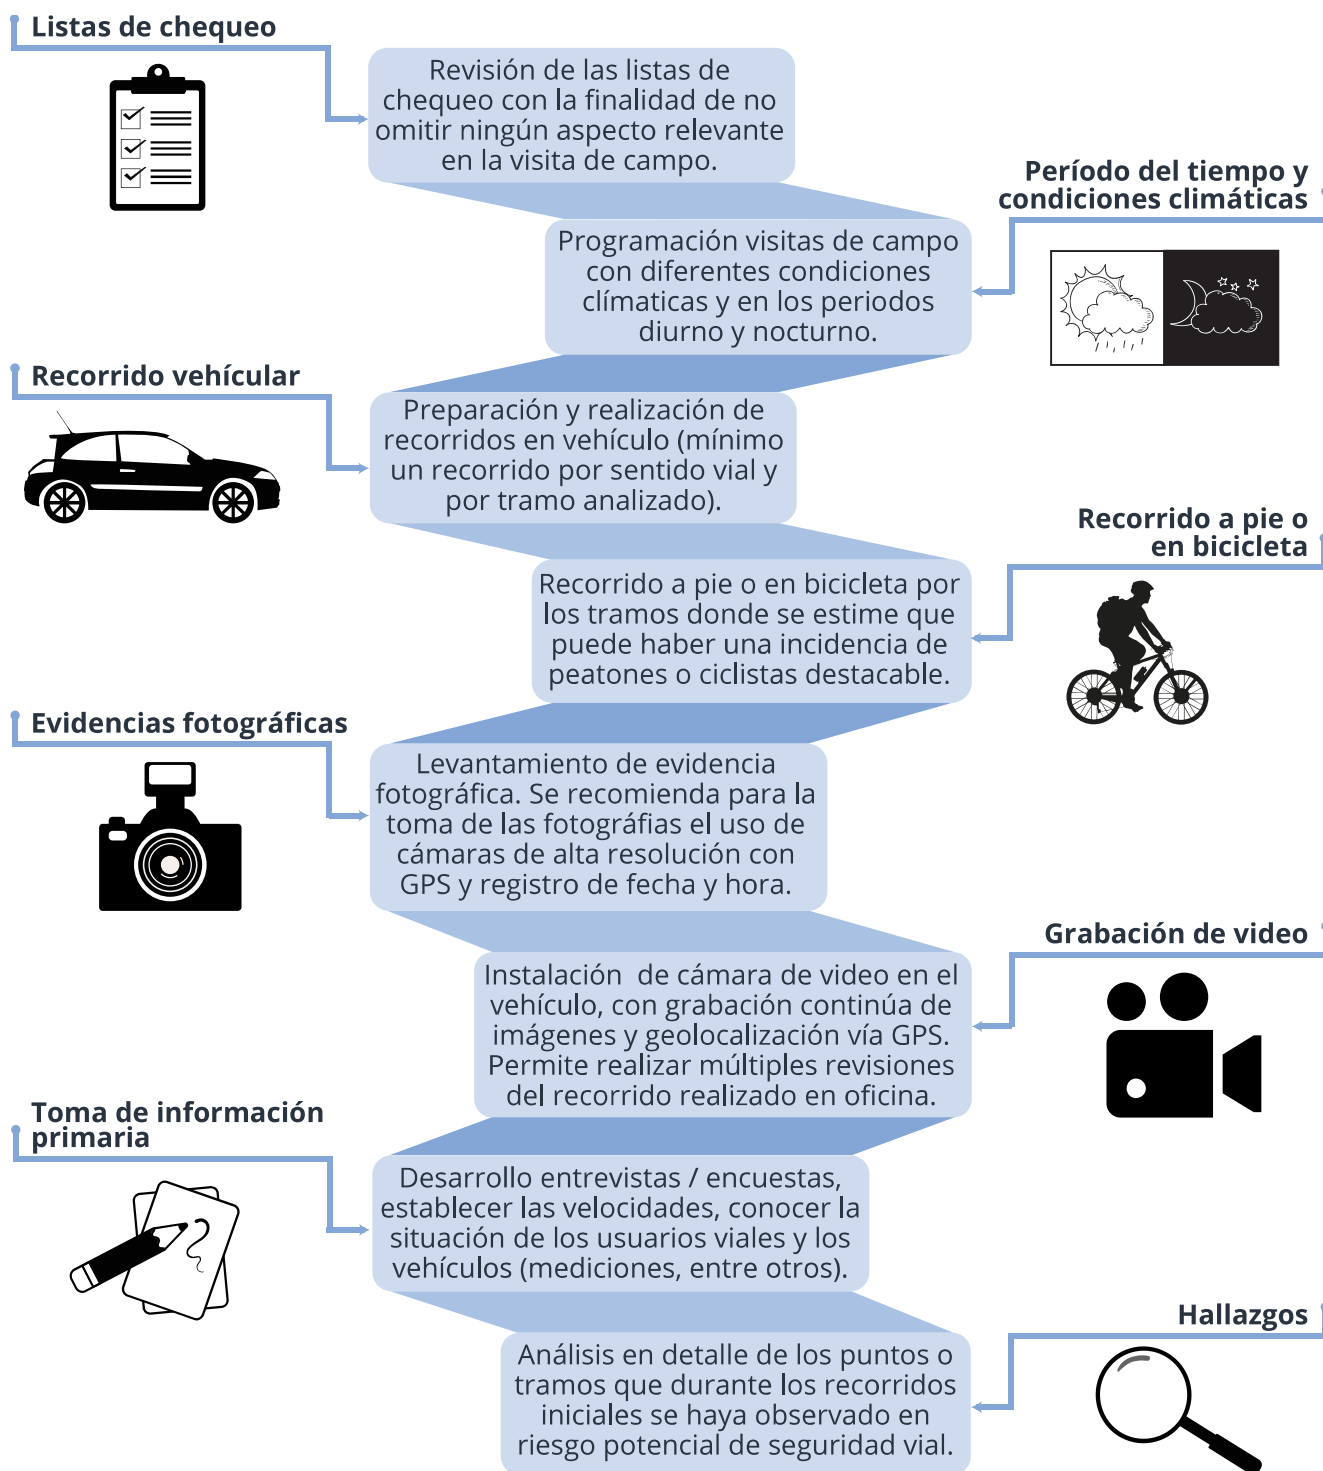 Listas de chequeo
Revisión de las listas de
chequeo con la finalidad de no
omitir ningún aspecto relevante
en la visita de campo.
Período del tiempo y
condiciones climáticas
Programación visitas de campo
con diferentes condiciones
clímaticas y en los periodos
diurno y nocturno.
Recorrido vehícular
Preparación y realización de
recorridos en vehículo (mínimo
un recorrido por sentido vial y
por tramo analizado).
Recorrido a pie o
en bicicleta
Recorrido a pie o en bicicleta por
los tramos donde se estime que
puede haber una incidencia de
peatones o ciclistas destacable.
Evidencias fotográficas
Levantamiento de evidencia
fotográfica. Se recomienda para la
toma de las fotográfias el uso de
cámaras de alta resolución con
GPS y registro de fecha y hora.
Grabación de video
Instalación de cámara de video en el
vehículo, con grabación continúa de
imágenes y geolocalización vía GPS.
Permite realizar múltiples revisiones
del recorrido realizado en oficina.
Toma de información
primaria
Desarrollo entrevistas / encuestas,
establecer las velocidades, conocer la
situación de los usuarios viales y los
vehículos (mediciones, entre otros).
Hallazgos
Análisis en detalle de los puntos o
tramos que durante los recorridos
iniciales se haya observado en
riesgo potencial de seguridad vial.